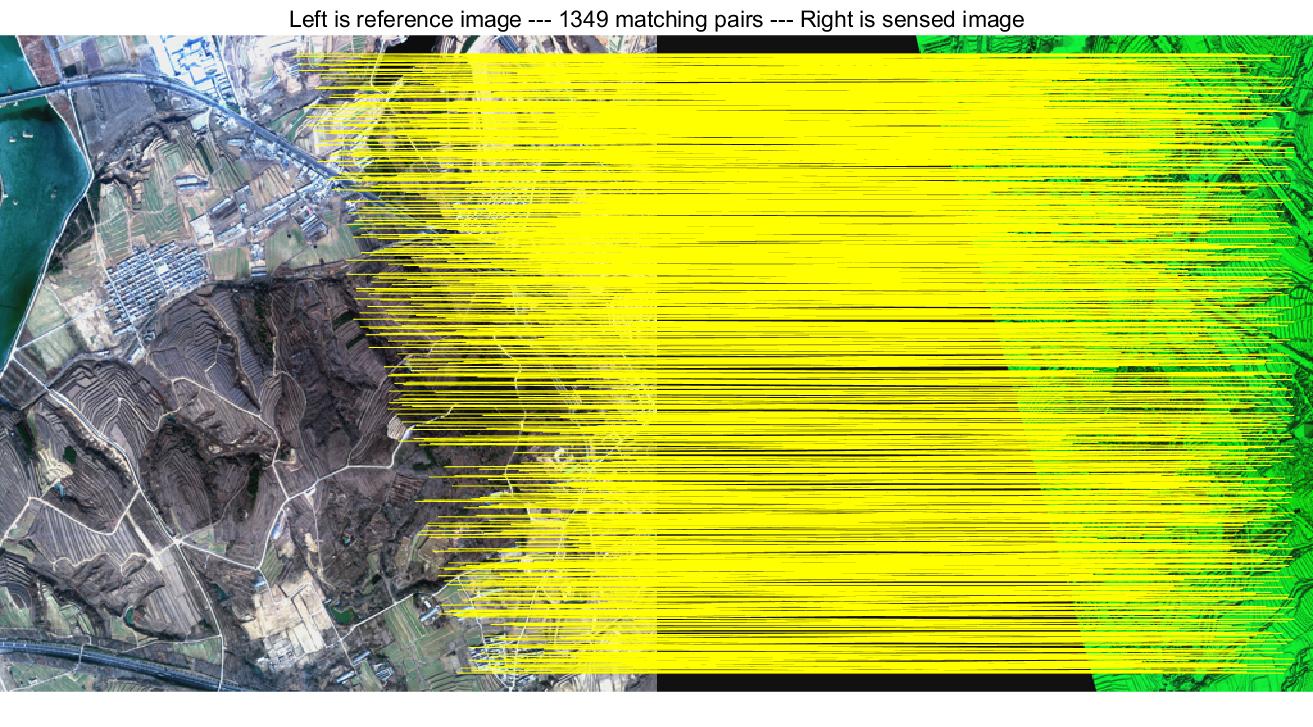 Left is reference image --- 1349 matching pairs --- Right is sensed image